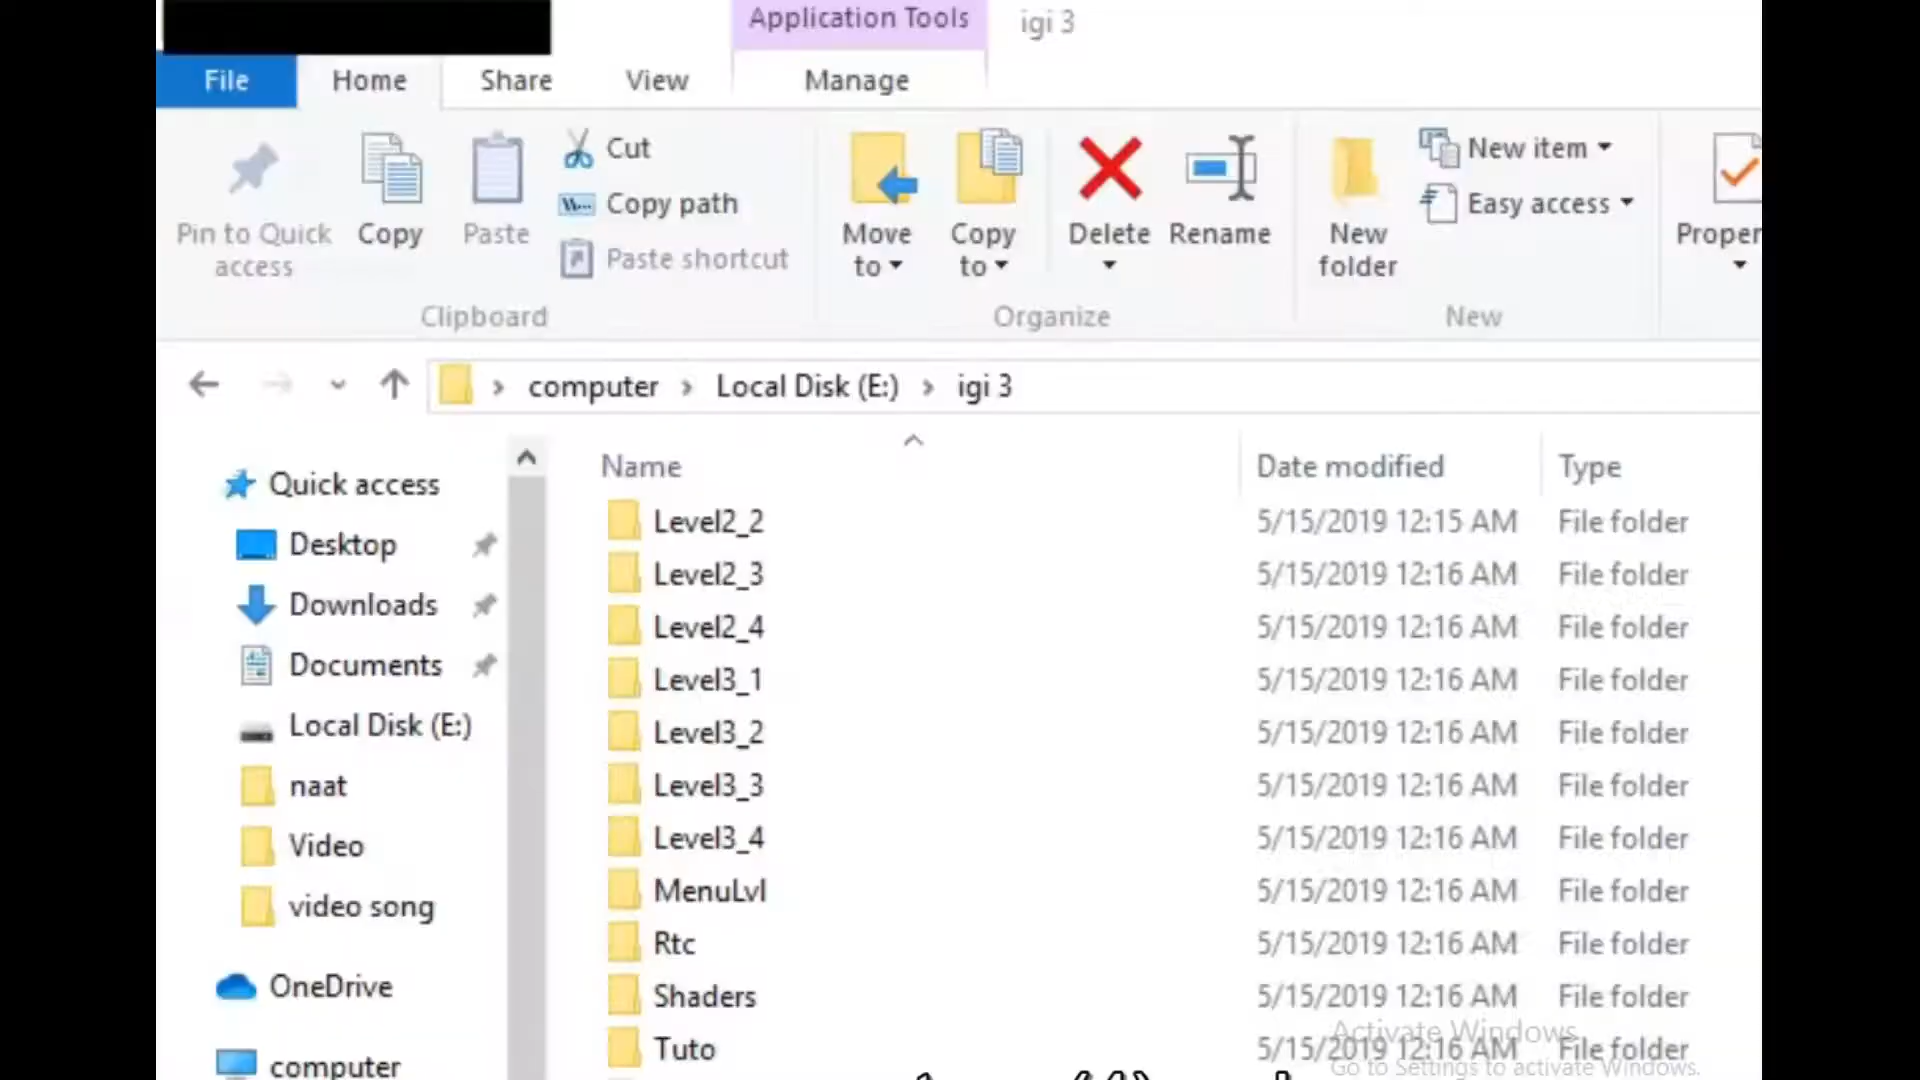 Application Tools igi 3
File Home Share View Manage
Cut New item
Copy path Easy access
Pin to Quick access Copy Paste Paste shortcut Move to Copy to Delete Rename New folder
Clipboard Organize New
computer Local Disk (E:) igi 3
Name Date modified Type
Quick access
Desktop
Downloads
Documents
Local Disk (E:)
naat
Video
video song
OneDrive
computer
Level2_2 5/15/2019 12:15 AM File folder
Level2_3 5/15/2019 12:16 AM File folder
Level2_4 5/15/2019 12:16 AM File folder
Level3_1 5/15/2019 12:16 AM File folder
Level3_2 5/15/2019 12:16 AM File folder
Level3_3 5/15/2019 12:16 AM File folder
Level3_4 5/15/2019 12:16 AM File folder
MenuLvl 5/15/2019 12:16 AM File folder
Rtc 5/15/2019 12:16 AM File folder
Shaders 5/15/2019 12:16 AM File folder
Tuto 5/15/2019 12:16 AM File folder
Activate Windows
Go to Settings to activate Windows.